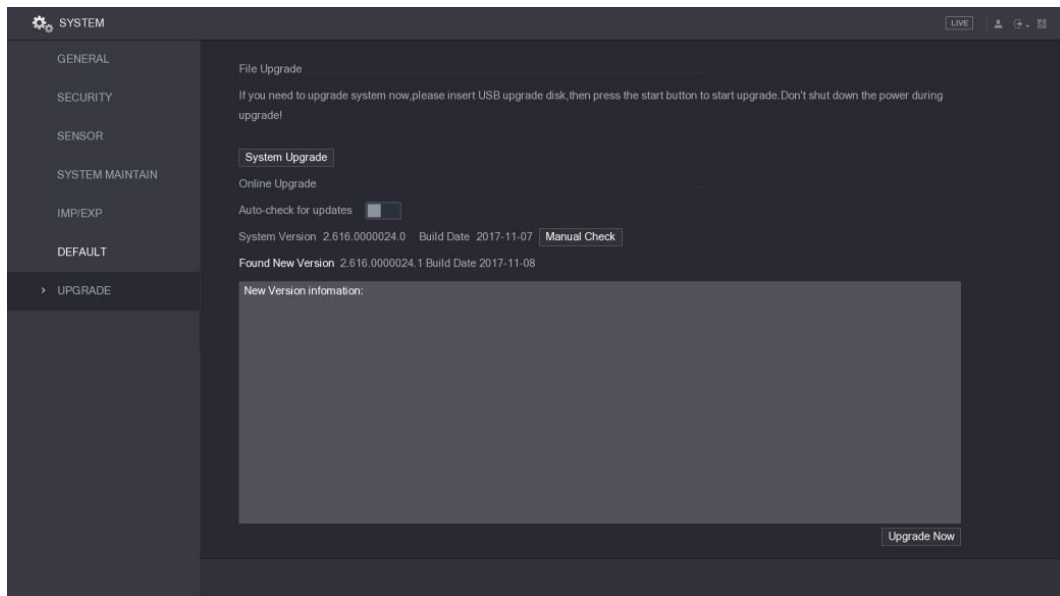 SYSTEM
LIVE
GENERAL
SECURITY
SENSOR
SYSTEM MAINTAIN
IMP/EXP
DEFAULT
UPGRADE
File Upgrade
If you need to upgrade system now,please insert USB upgrade disk,then press the start button to start upgrade.Don't shut down the power during
upgrade!
System Upgrade
Online Upgrade
Auto-check for updates
System Version 2.616.0000024.0 Build Date 2017-11-07 Manual Check
Found New Version 2.616.0000024.1 Build Date 2017-11-08
New Version infomation:
Upgrade Now